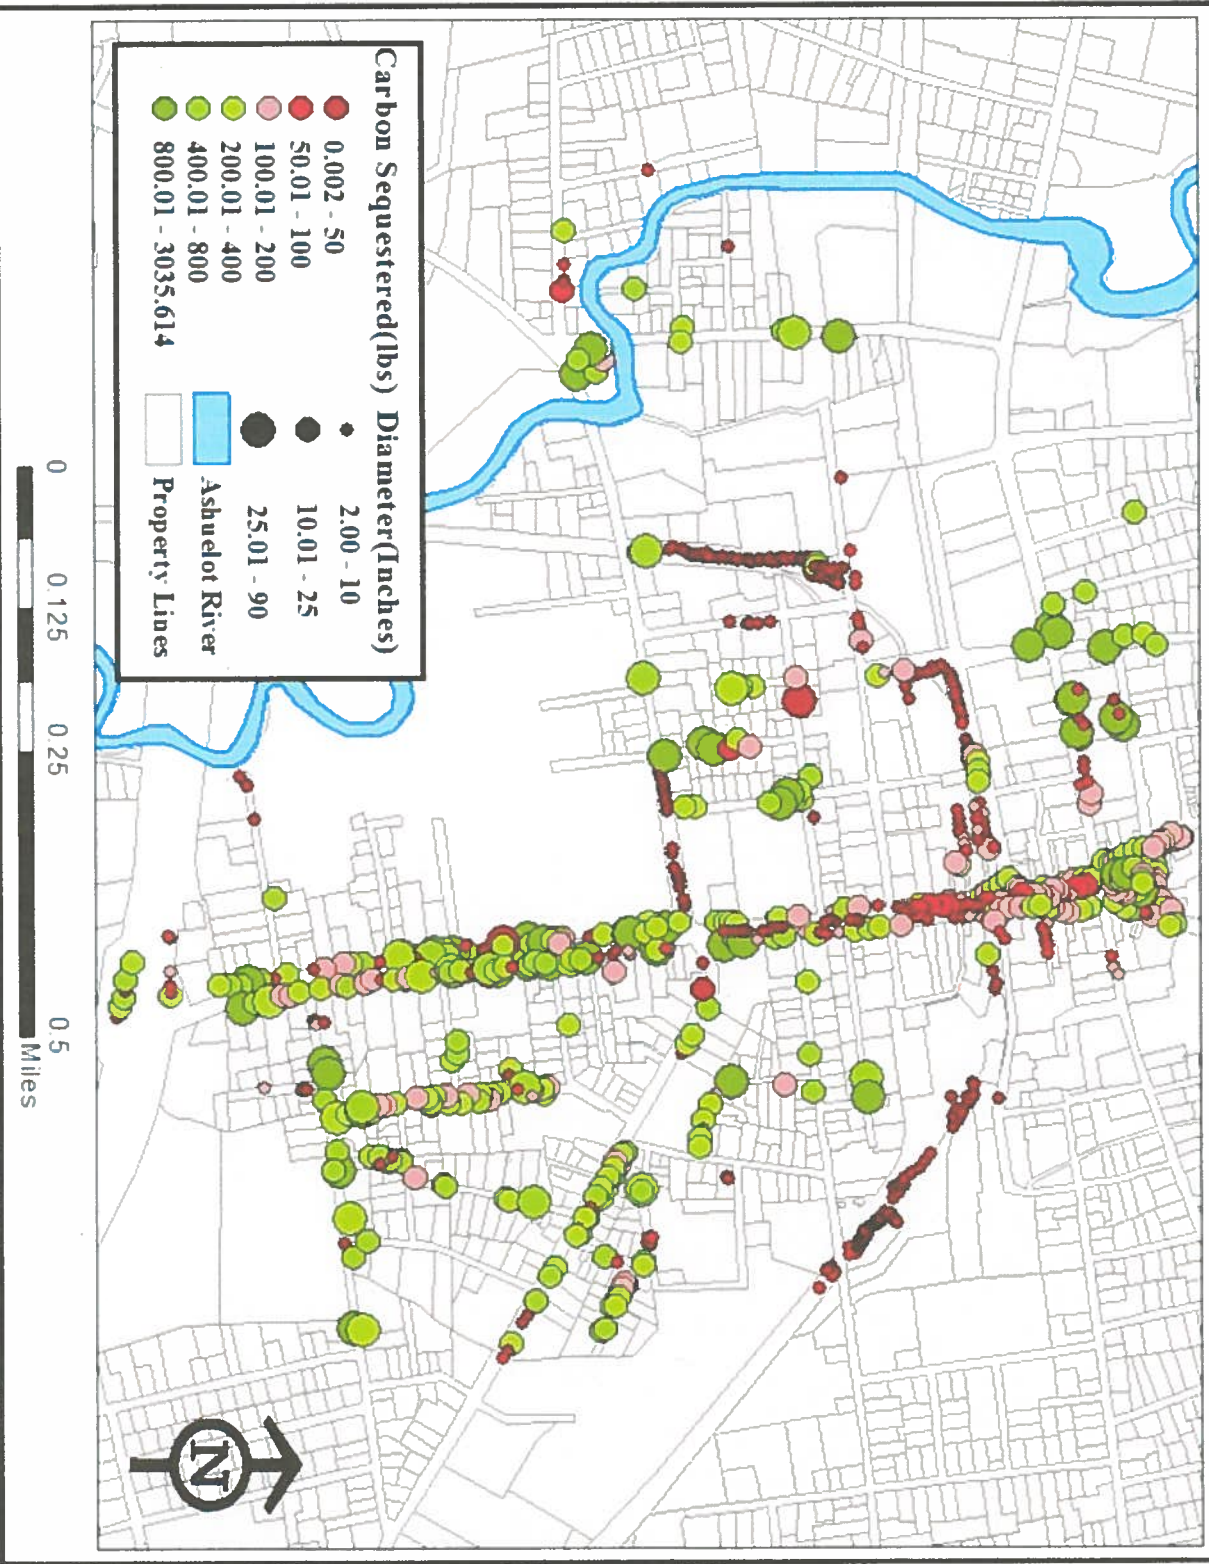 Carbon Sequestered(lbs) Diameter(Inches)
0.002 - 50
50.01 - 100
100.01 - 200
200.01 - 400
400.01 - 800
800.01 - 3035.614
2.00 - 10
10.01 - 25
25.01 - 90
Ashuelot River
Property Lines
0 0.125 0.25 0.5
Miles
N